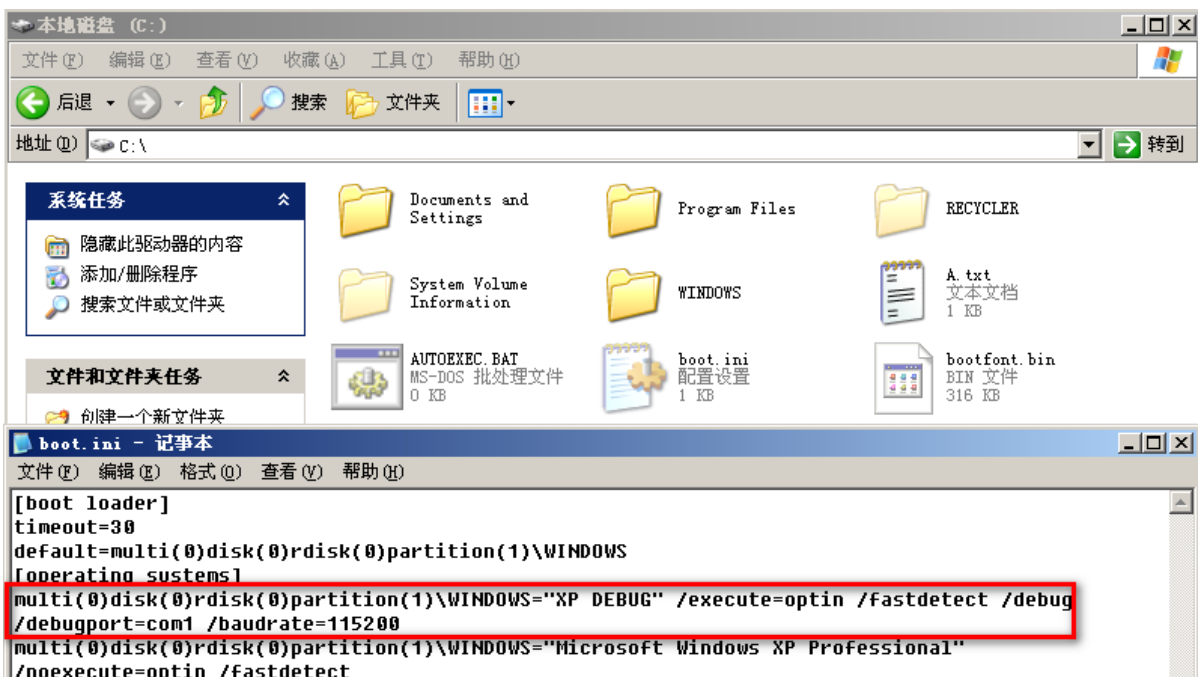 本地磁盘 (C:)
文件(F) 编辑(E) 查看(V) 收藏(A) 工具(T) 帮助(H)
后退 搜索 文件夹
地址(D) C:\ 转到
系统任务
隐藏此驱动器的内容
添加/删除程序
搜索文件或文件夹
文件和文件夹任务
创建一个新文件夹
Documents and
Settings
Program Files
RECYCLER
System Volume
Information
WINDOWS
A.txt
文本文档
1 KB
AUTOEXEC.BAT
MS-DOS 批处理文件
0 KB
boot.ini
配置设置
1 KB
bootfont.bin
BIN 文件
316 KB
boot.ini - 记事本
文件(F) 编辑(E) 格式(O) 查看(V) 帮助(H)
[boot loader]
timeout=30
default=multi(0)disk(0)rdisk(0)partition(1)\WINDOWS
[operating systems]
multi(0)disk(0)rdisk(0)partition(1)\WINDOWS="XP DEBUG" /execute=optin /fastdetect /debug
/debugport=com1 /baudrate=115200
multi(0)disk(0)rdisk(0)partition(1)\WINDOWS="Microsoft Windows XP Professional"
/noexecute=optin /fastdetect